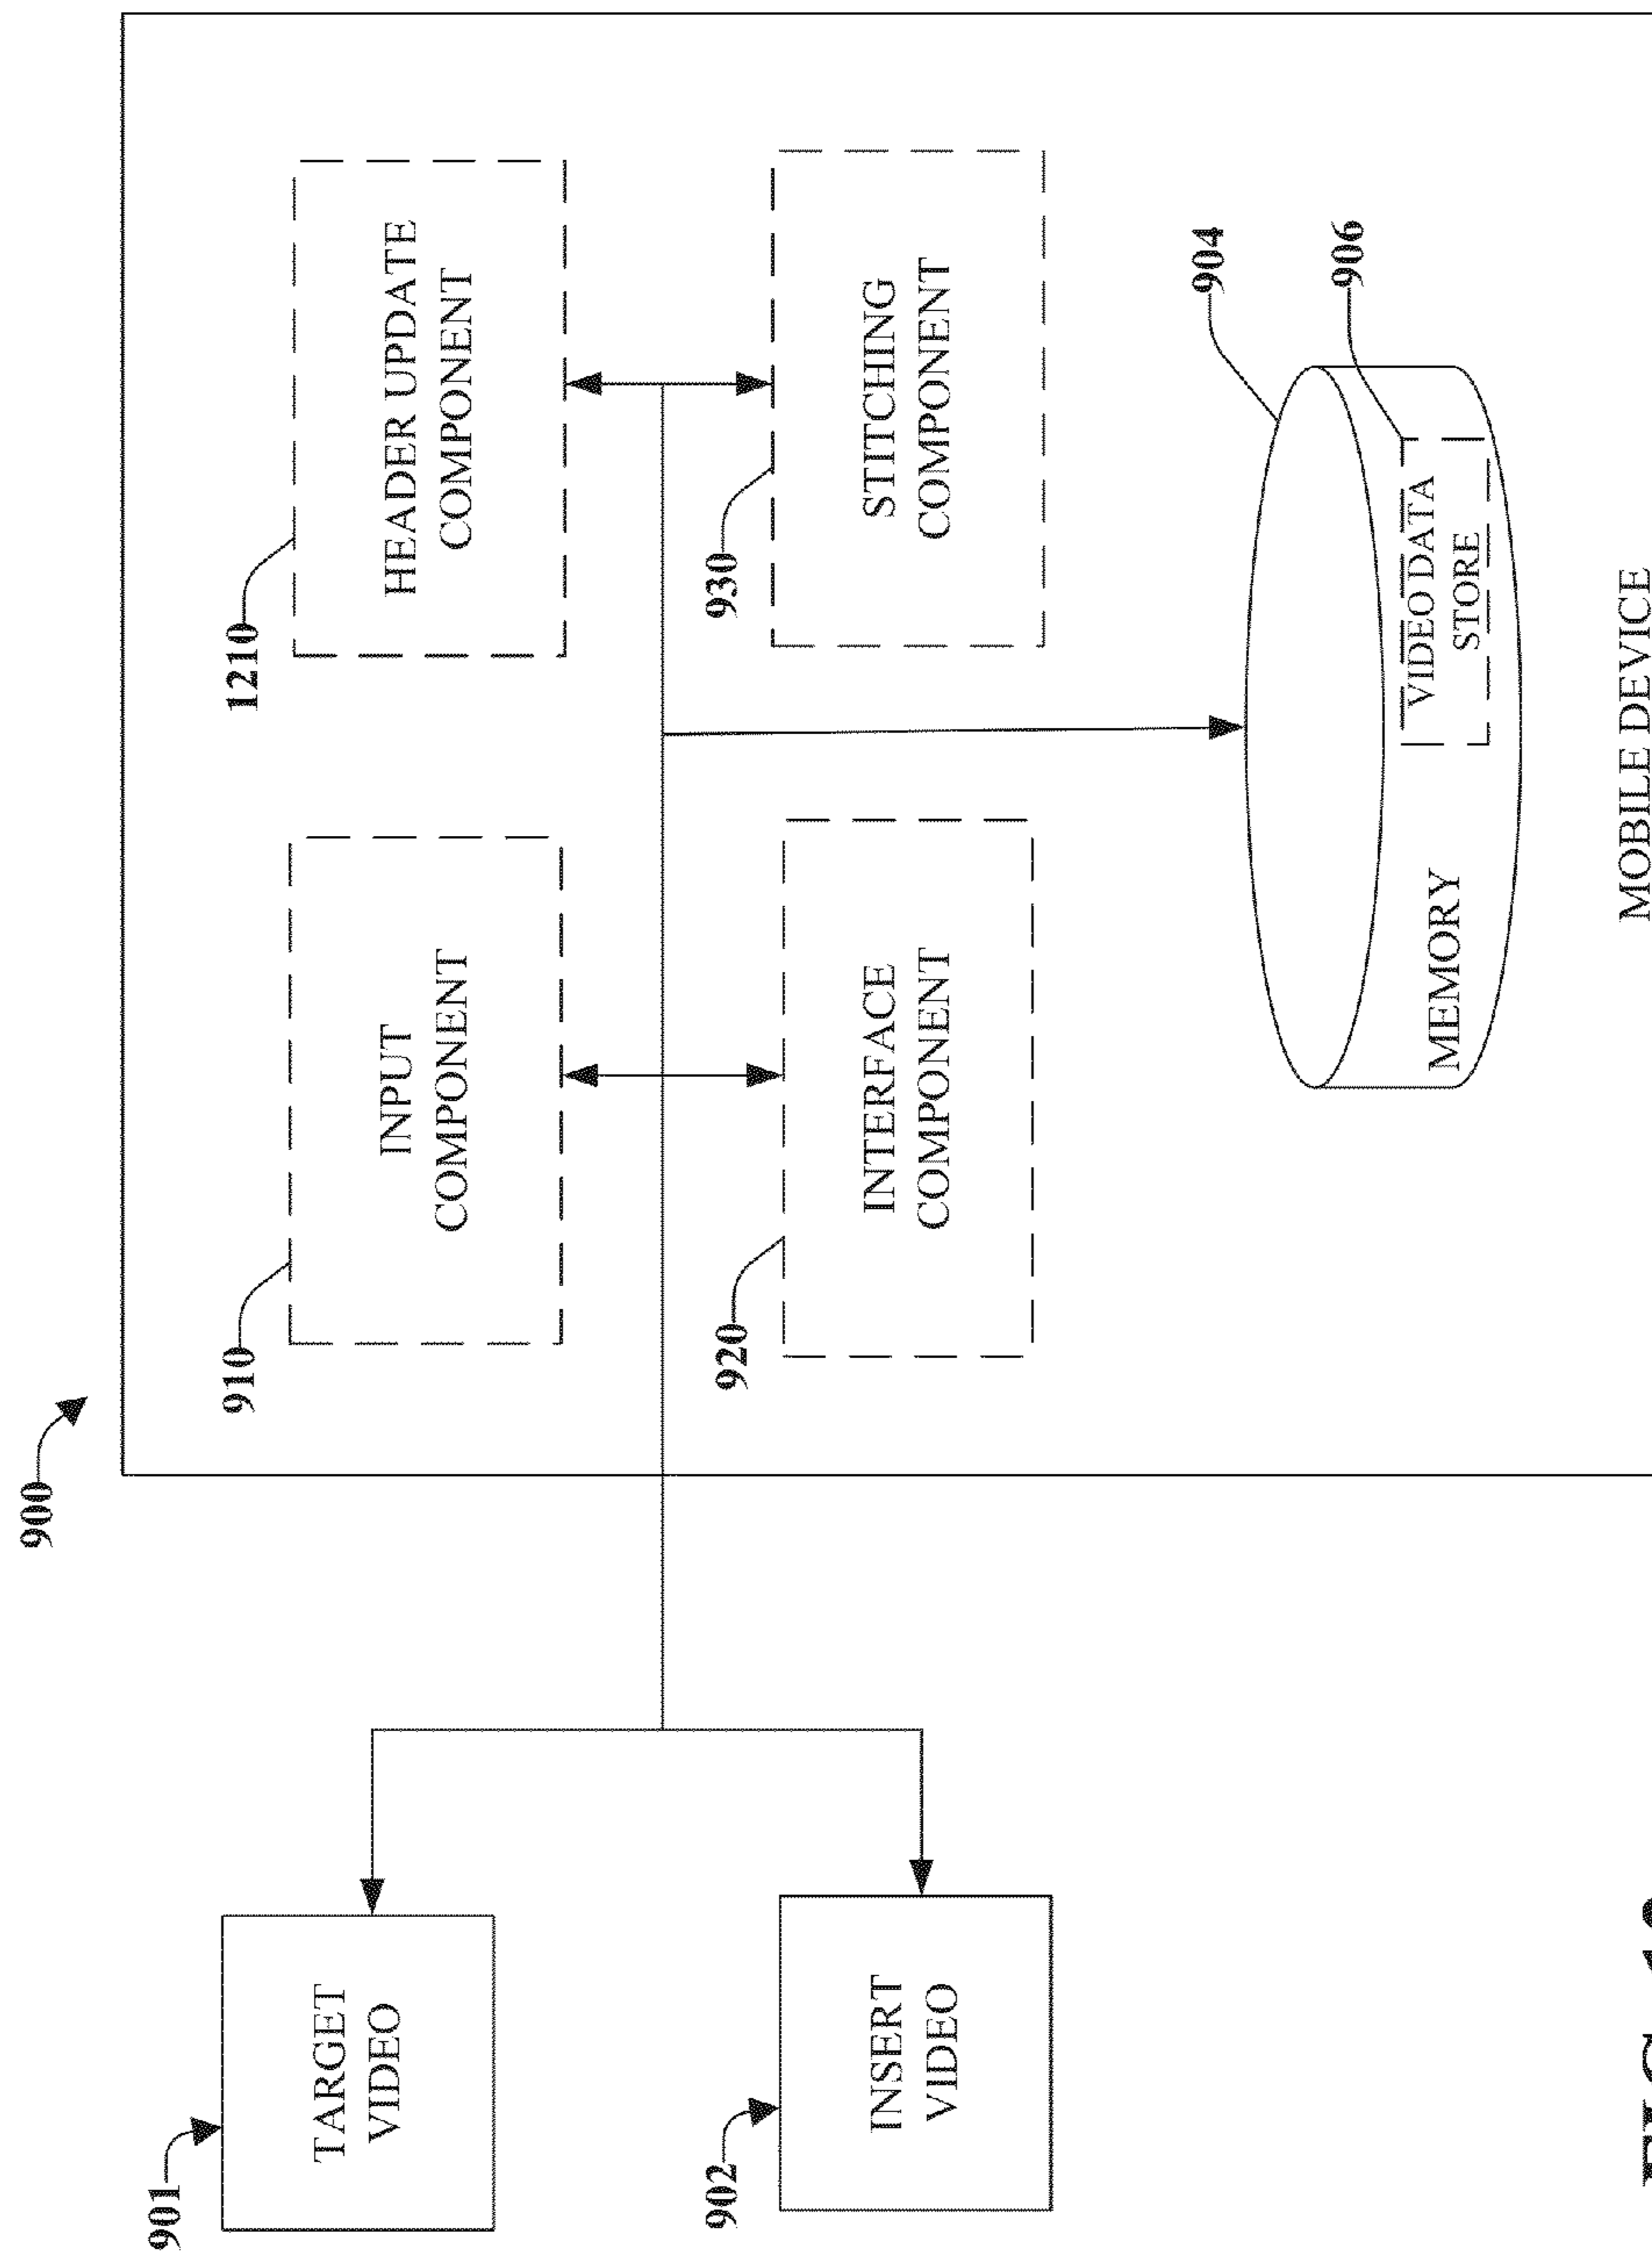 900
901
TARGET
VIDEO
902
INSERT
VIDEO
910
INPUT
COMPONENT
1210
HEADER UPDATE
COMPONENT
920
INTERFACE
COMPONENT
930
STITCHING
COMPONENT
904
906
MEMORY
VIDEO DATA
STORE
MOBILE DEVICE